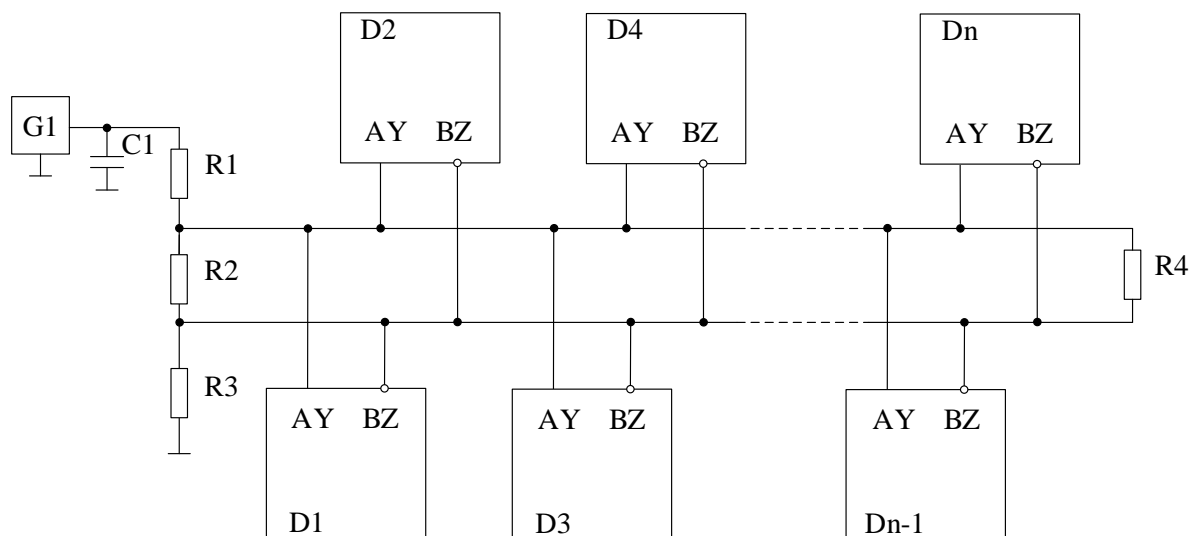 D2 D4 Dn
G1 C1
AY BZ AY BZ AY BZ
R1
R2 R4
R3
AY BZ AY BZ AY BZ
D1 D3 Dn-1